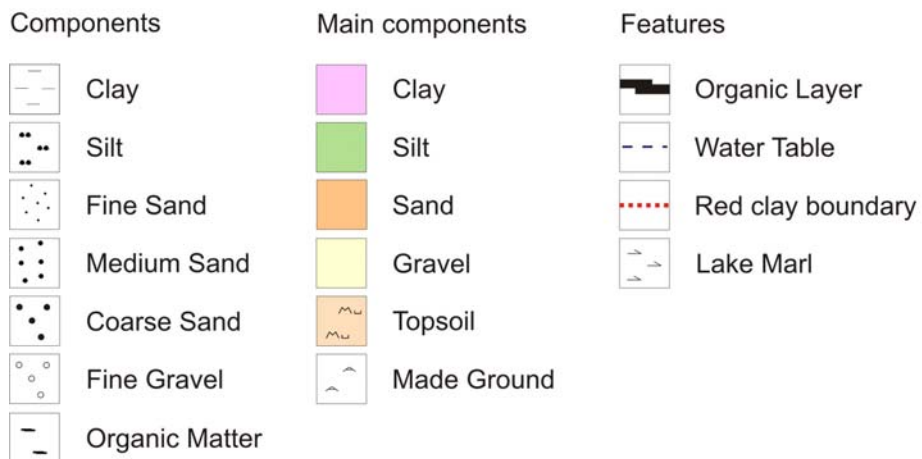 Components
Clay
Silt
Fine Sand
Medium Sand
Coarse Sand
Fine Gravel
Organic Matter
Main components
Clay
Silt
Sand
Gravel
Topsoil
Made Ground
Features
Organic Layer
Water Table
Red clay boundary
Lake Marl